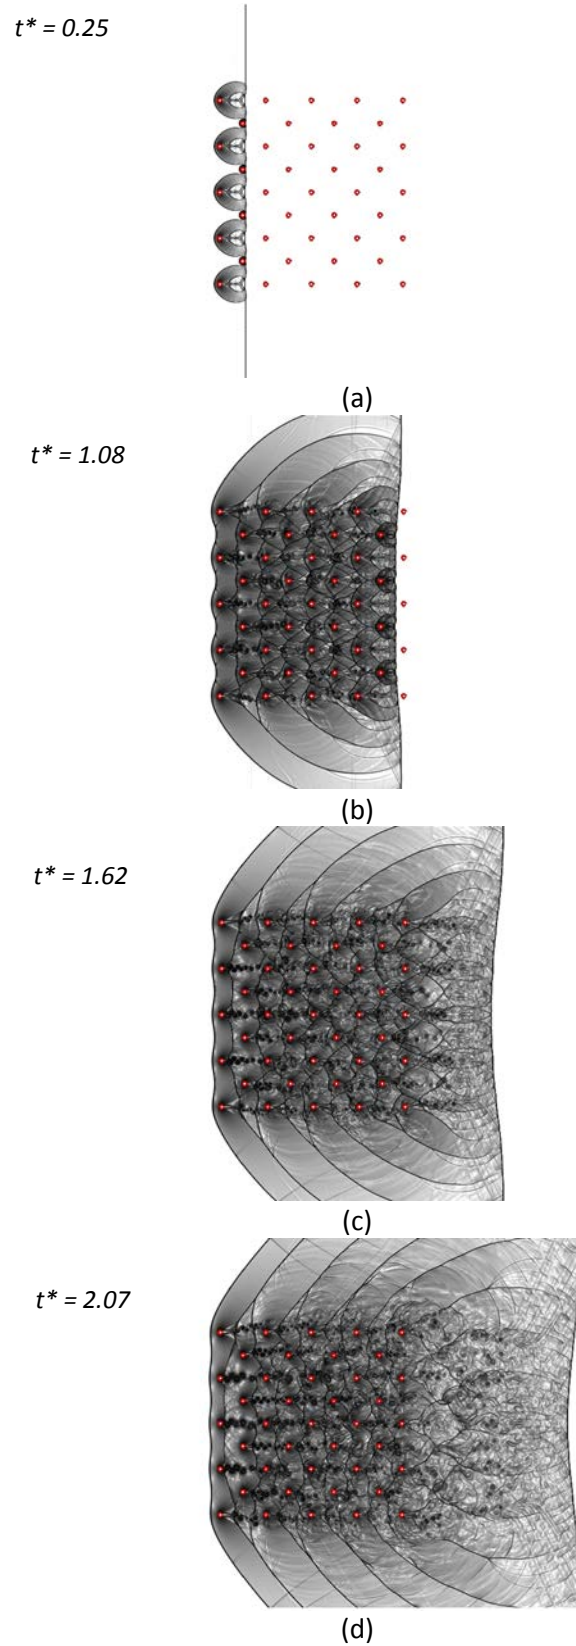 t* = 0.25
(a)
t* = 1.08
(b)
t* = 1.62
(c)
t* = 2.07
(d)